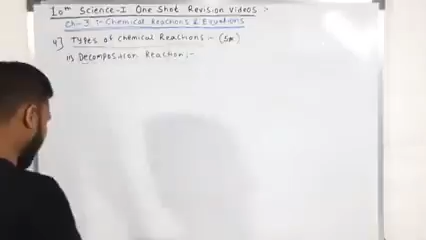 10th Science-I One Shot Revision Videos :-
Ch-3 :- Chemical Reactions & Equations
4] Types of Chemical Reactions :- (5m)
ii) Decomposition Reaction :-